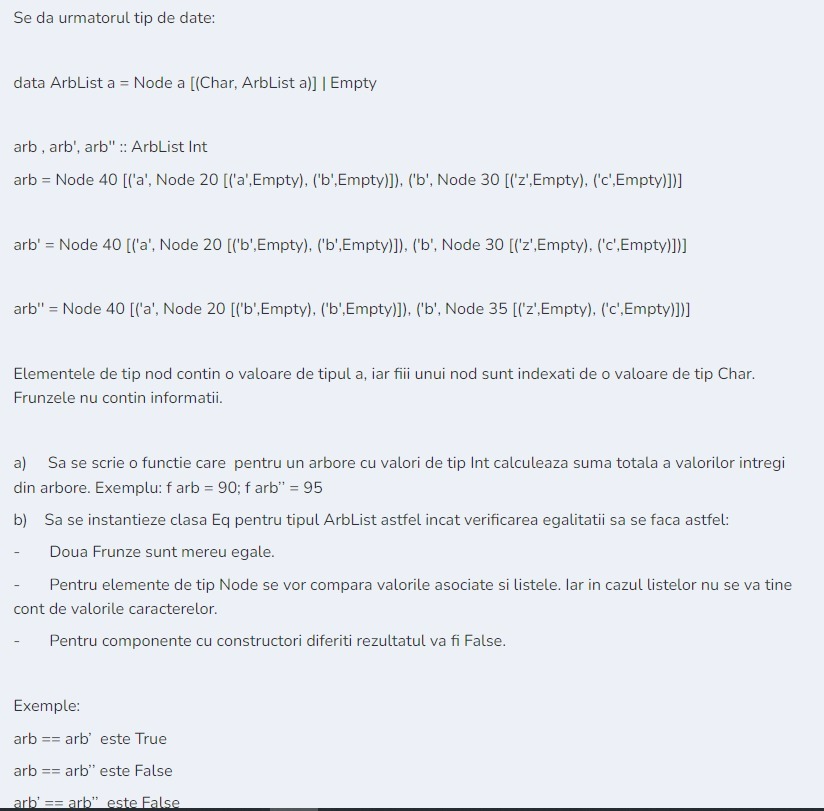 Se da urmatorul tip de date:
data ArbList a = Node a [(Char, ArbList a)] | Empty
arb , arb', arb" :: ArbList Int
arb = Node 40 [('a', Node 20 [('a',Empty), ('b',Empty)]), ('b', Node 30 [('z',Empty), ('c',Empty)])]
arb' = Node 40 [('a', Node 20 [('b',Empty), ('b',Empty)]), ('b', Node 30 [('z',Empty), ('c',Empty)])]
arb'' = Node 40 [('a', Node 20 [('b',Empty), ('b',Empty)]), ('b', Node 35 [('z',Empty), ('c',Empty)])]
Elementele de tip nod contin o valoare de tipul a, iar fiii unui nod sunt indexati de o valoare de tip Char.
Frunzele nu contin informatii.
a) Sa se scrie o functie care pentru un arbore cu valori de tip Int calculeaza suma totala a valorilor intregi
din arbore. Exemplu: f arb = 90; f arb’’ = 95
b) Sa se instantieze clasa Eq pentru tipul ArbList astfel incat verificarea egalitatii sa se faca astfel:
- Doua Frunze sunt mereu egale.
- Pentru elemente de tip Node se vor compara valorile asociate si listele. Iar in cazul listelor nu se va tine
cont de valorile caracterelor.
- Pentru componente cu constructori diferiti rezultatul va fi False.
Exemple:
arb == arb’ este True
arb == arb’’ este False
arb’ == arb’’ este False